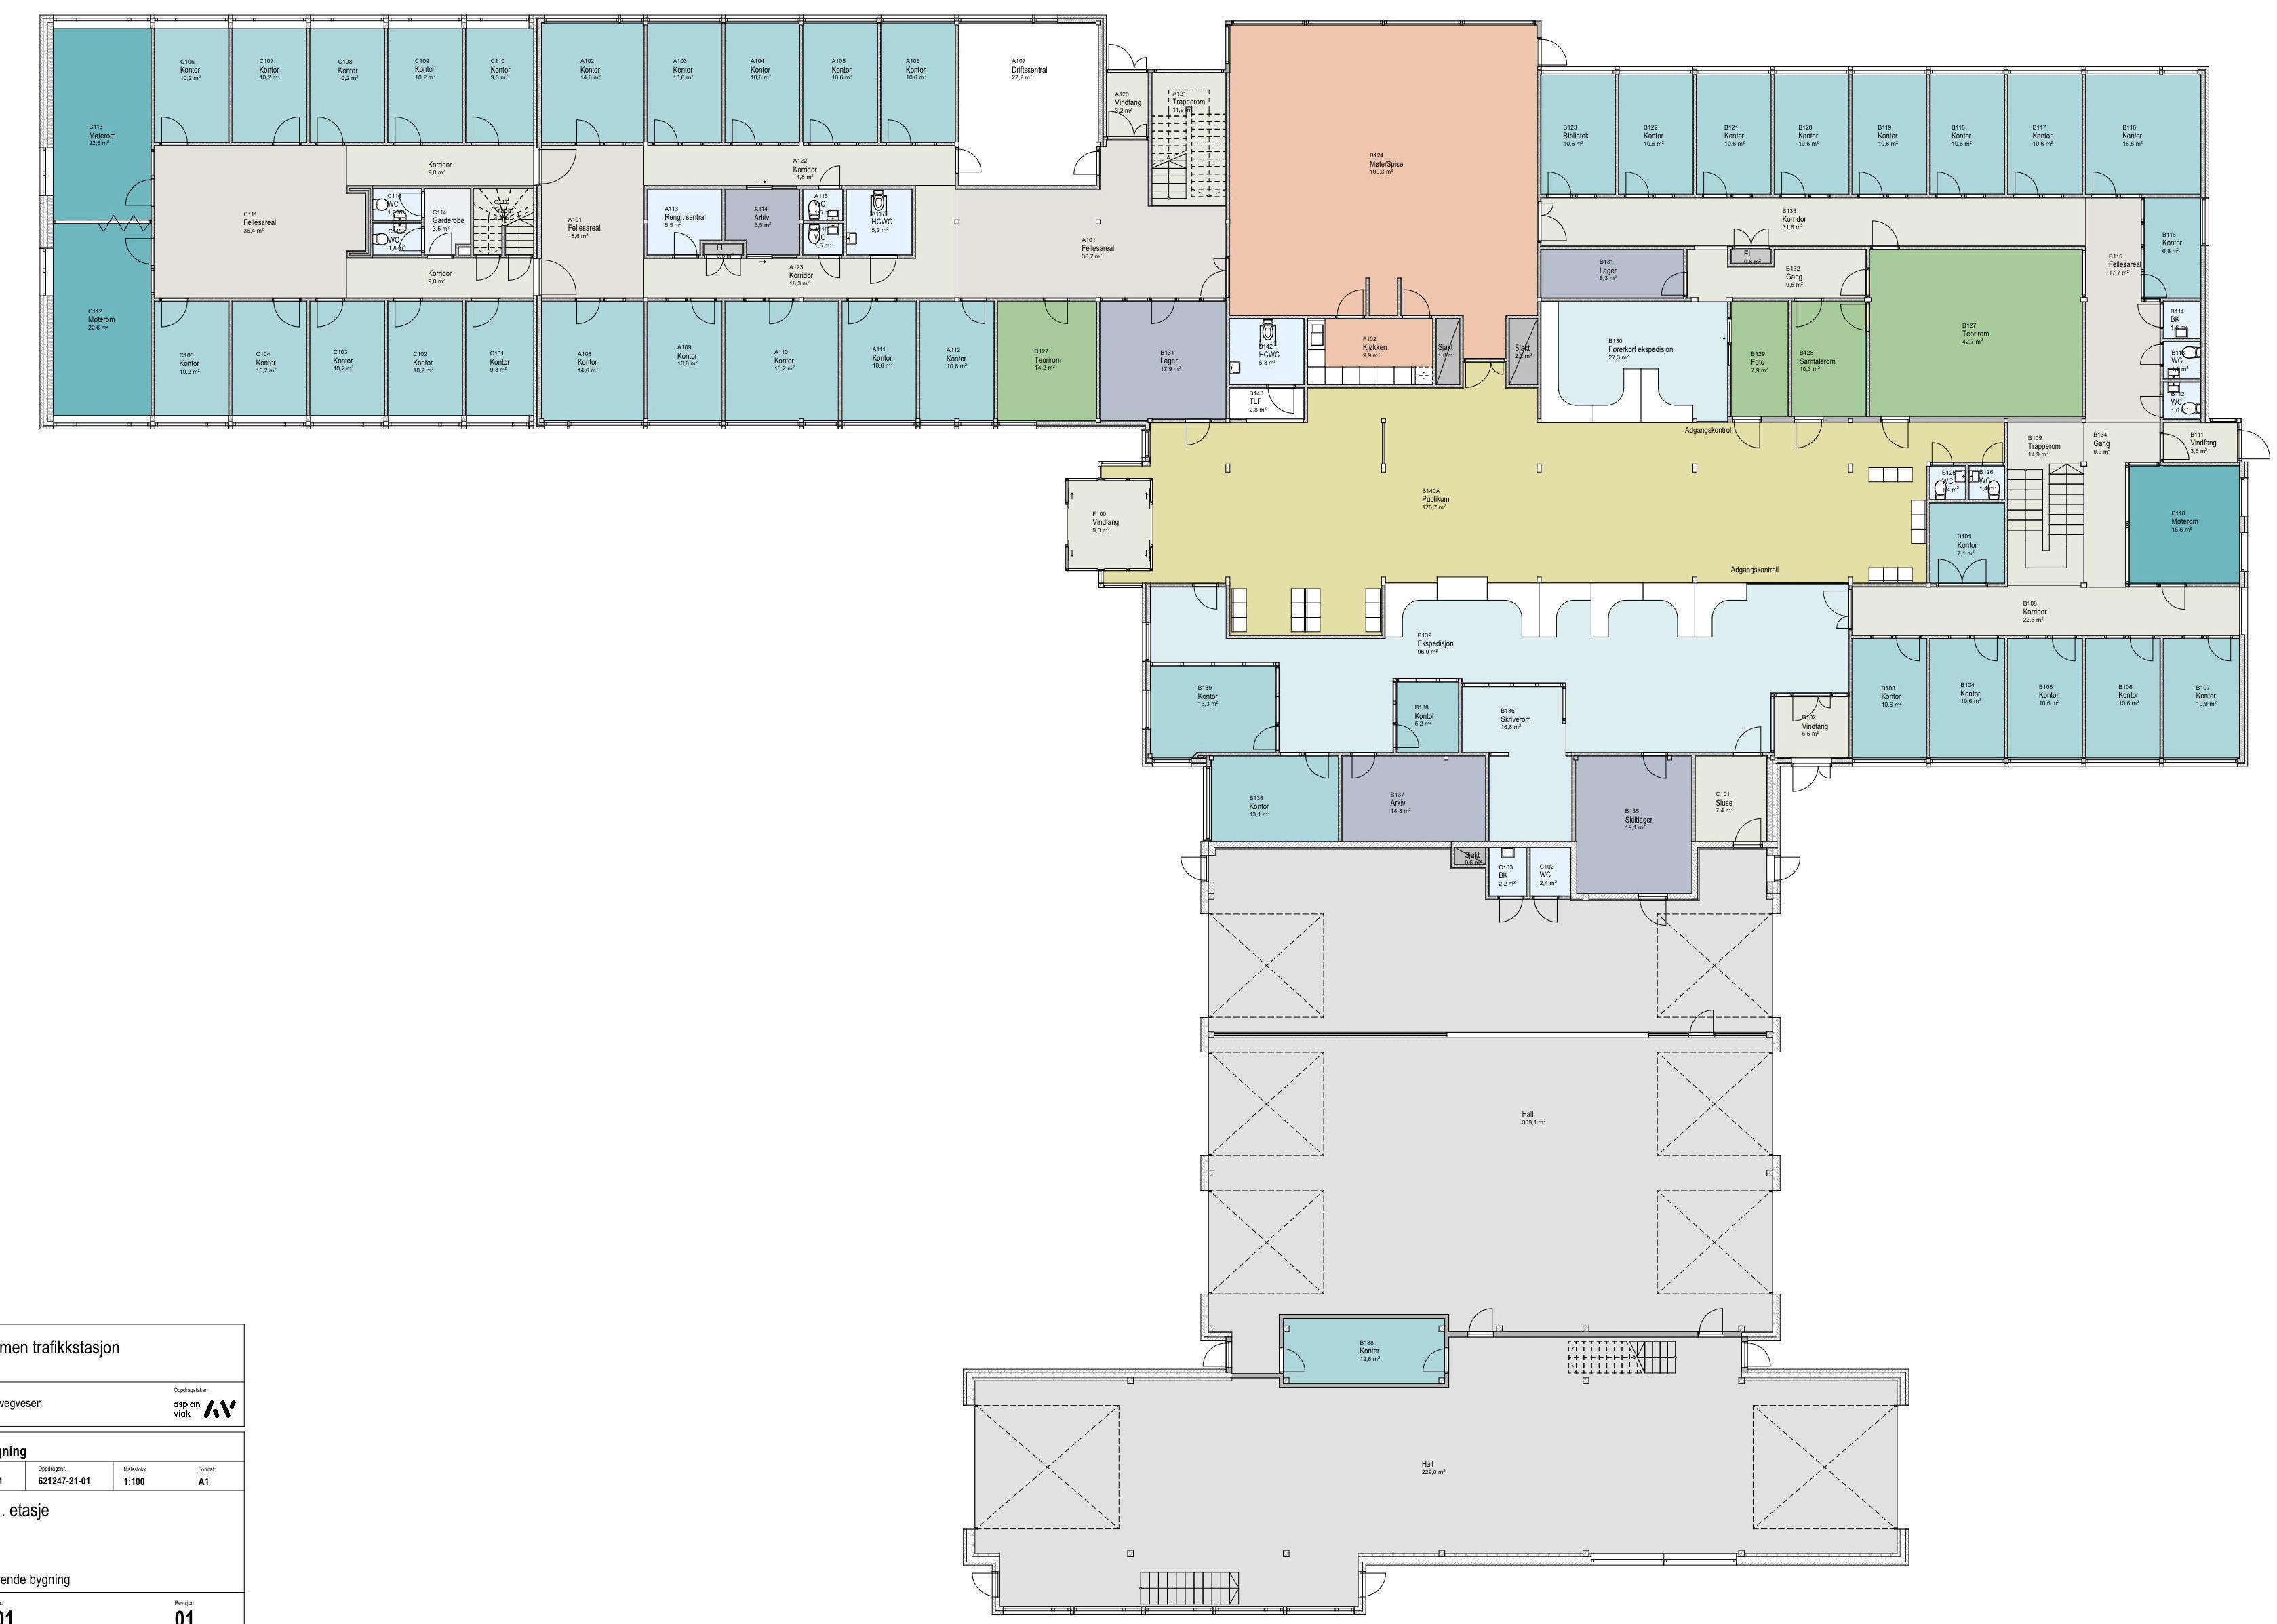 C106
Kontor
10,2 m²
C107
Kontor
10,2 m²
C108
Kontor
10,2 m²
C109
Kontor
10,2 m²
C110
Kontor
9,3 m²
A102
Kontor
14,6 m²
A103
Kontor
10,6 m²
A104
Kontor
10,6 m²
A105
Kontor
10,6 m²
A106
Kontor
10,6 m²
A107
Driftssentral
27,2 m²
A120
Vindfang
3,2 m²
A121
Trapperom
11,9 m²
B124
Møte/Spise
109,3 m²
B123
Bibliotek
10,6 m²
B122
Kontor
10,6 m²
B121
Kontor
10,6 m²
B120
Kontor
10,6 m²
B119
Kontor
10,6 m²
B118
Kontor
10,6 m²
B117
Kontor
10,6 m²
B116
Kontor
16,5 m²
C113
Møterom
22,6 m²
Korridor
9,0 m²
A122
Korridor
14,8 m²
C111
Fellesareal
36,4 m²
WC
C114
Garderobe
3,5 m²
WC
1,8 m²
A101
Fellesareal
18,6 m²
A113
Rengj. sentral
5,5 m²
A114
Arkiv
5,5 m²
EL
A115
WC
WC
1,5 m²
HCWC
5,2 m²
A101
Fellesareal
36,7 m²
B133
Korridor
31,6 m²
B115
Fellesareal
17,7 m²
B116
Kontor
6,8 m²
Korridor
9,0 m²
A123
Korridor
18,3 m²
B131
Lager
8,3 m²
EL
B132
Gang
9,5 m²
C112
Møterom
22,6 m²
C105
Kontor
10,2 m²
C104
Kontor
10,2 m²
C103
Kontor
10,2 m²
C102
Kontor
10,2 m²
C101
Kontor
9,3 m²
A108
Kontor
14,6 m²
A109
Kontor
10,6 m²
A110
Kontor
16,2 m²
A111
Kontor
10,6 m²
A112
Kontor
10,6 m²
B127
Teorirom
14,2 m²
B131
Lager
17,9 m²
B142
HCWC
5,8 m²
F102
Kjøkken
9,9 m²
Sjakt
1,8 m²
Sjakt
2,2 m²
B130
Førerkort ekspedisjon
27,3 m²
B129
Foto
7,9 m²
B128
Samtalerom
10,3 m²
B127
Teorirom
42,7 m²
B114
BK
WC
B112
WC
1,6 m²
B143
TLF
2,8 m²
Adgangskontroll
B109
Trapperom
14,9 m²
B134
Gang
9,9 m²
B111
Vindfang
3,5 m²
F100
Vindfang
9,0 m²
B140A
Publikum
175,7 m²
B125
WC
1,4 m²
B126
WC
1,4 m²
B101
Kontor
7,1 m²
B110
Møterom
15,6 m²
Adgangskontroll
B108
Korridor
22,6 m²
B139
Ekspedisjon
96,9 m²
B139
Kontor
13,3 m²
B138
Kontor
5,2 m²
B136
Skriverom
16,8 m²
B102
Vindfang
5,5 m²
B103
Kontor
10,6 m²
B104
Kontor
10,6 m²
B105
Kontor
10,6 m²
B106
Kontor
10,6 m²
B107
Kontor
10,9 m²
B138
Kontor
13,1 m²
B137
Arkiv
14,8 m²
B135
Skiltlager
19,1 m²
C101
Sluse
7,4 m²
Sjakt
0,6 m²
C103
BK
2,2 m²
C102
WC
2,4 m²
Hall
309,1 m²
B138
Kontor
12,6 m²
Hall
229,0 m²
men trafikkstasjon
vegvesen
Oppdragstaker
asplan
viak
gning
Oppdragsnr.
621247-21-01
Målestokk
1:100
Format:
A1
. etasje
ende bygning
Revisjon
01
01